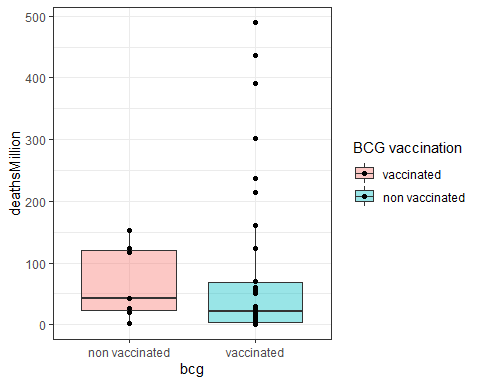 500
400
300
200
100
0
deathsMillion
non vaccinated
vaccinated
bcg
BCG vaccination
vaccinated
non vaccinated